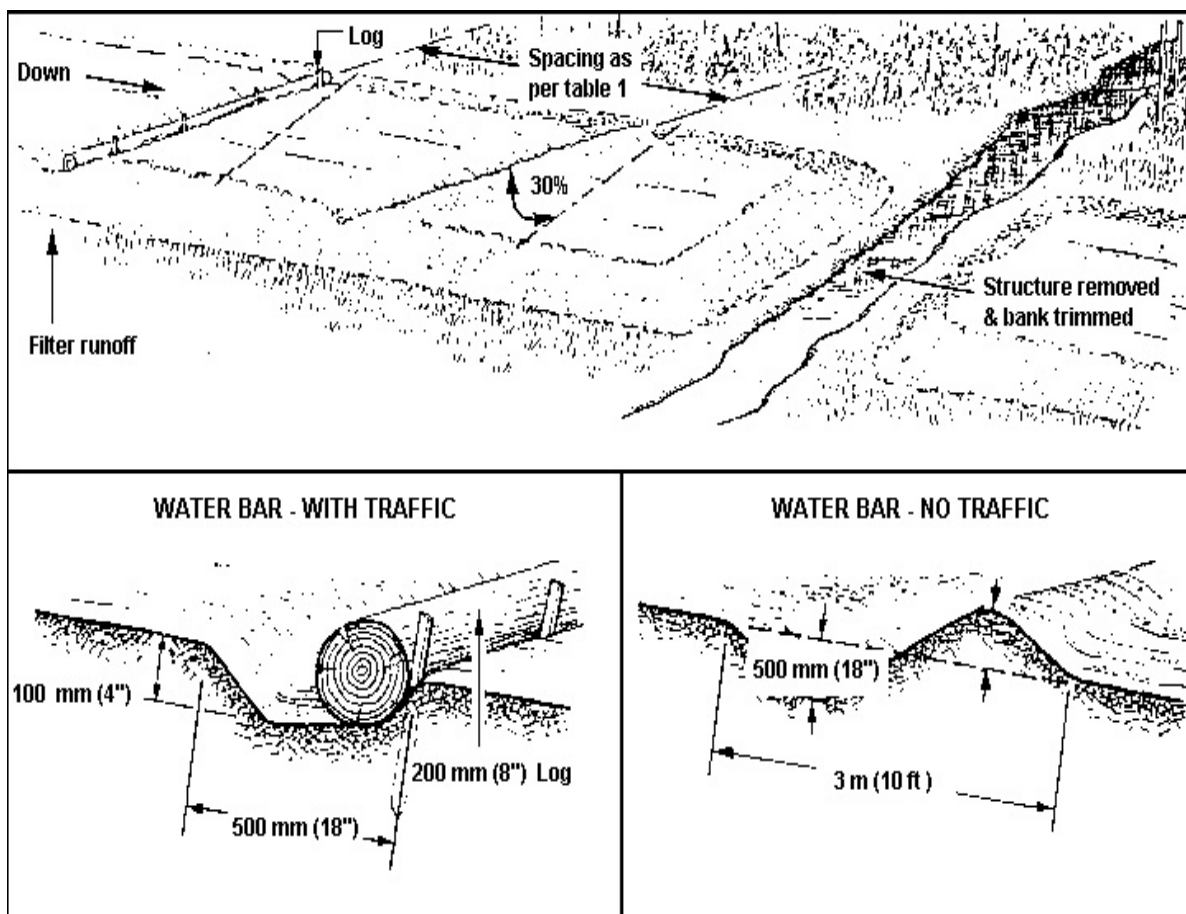 Log
Down
Spacing as
per table 1
30%
Structure removed
& bank trimmed
Filter runoff
WATER BAR - WITH TRAFFIC
100 mm (4")
200 mm (8") Log
500 mm (18")
WATER BAR - NO TRAFFIC
500 mm (18")
3 m (10 ft )